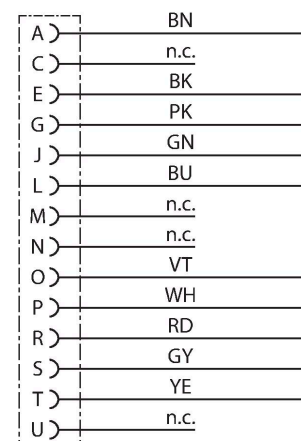 A BN
C n.c.
E BK
G PK
J GN
L BU
M n.c.
N n.c.
O VT
P WH
R RD
S GY
T YE
U n.c.